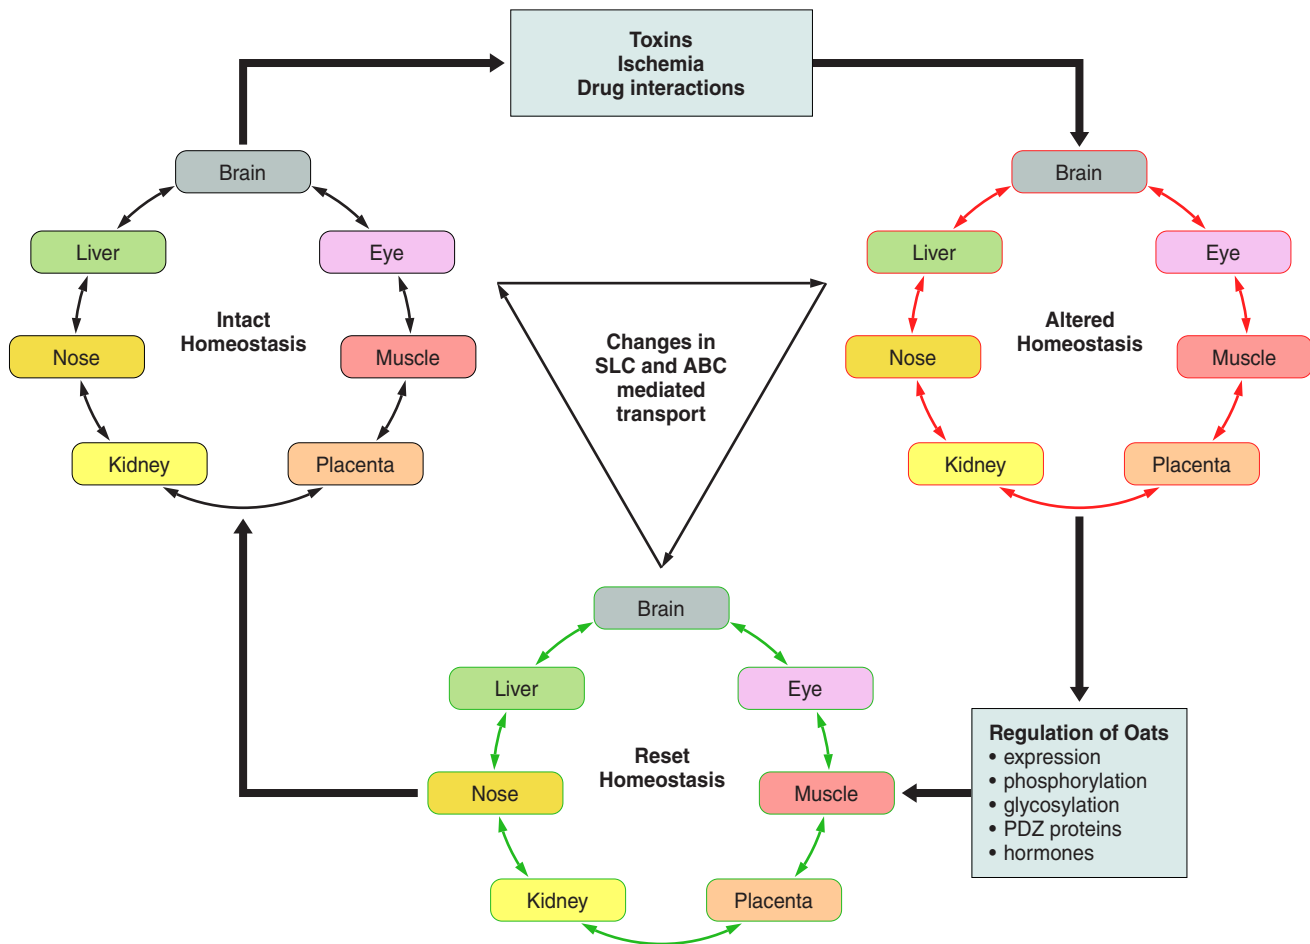 Toxins
Ischemia
Drug interactions
Brain
Liver
Eye
Intact
Homeostasis
Nose
Muscle
Kidney
Placenta
Changes in
SLC and ABC
mediated
transport
Brain
Liver
Eye
Altered
Homeostasis
Nose
Muscle
Kidney
Placenta
Brain
Liver
Eye
Reset
Homeostasis
Nose
Muscle
Kidney
Placenta
Regulation of Oats
• expression
• phosphorylation
• glycosylation
• PDZ proteins
• hormones